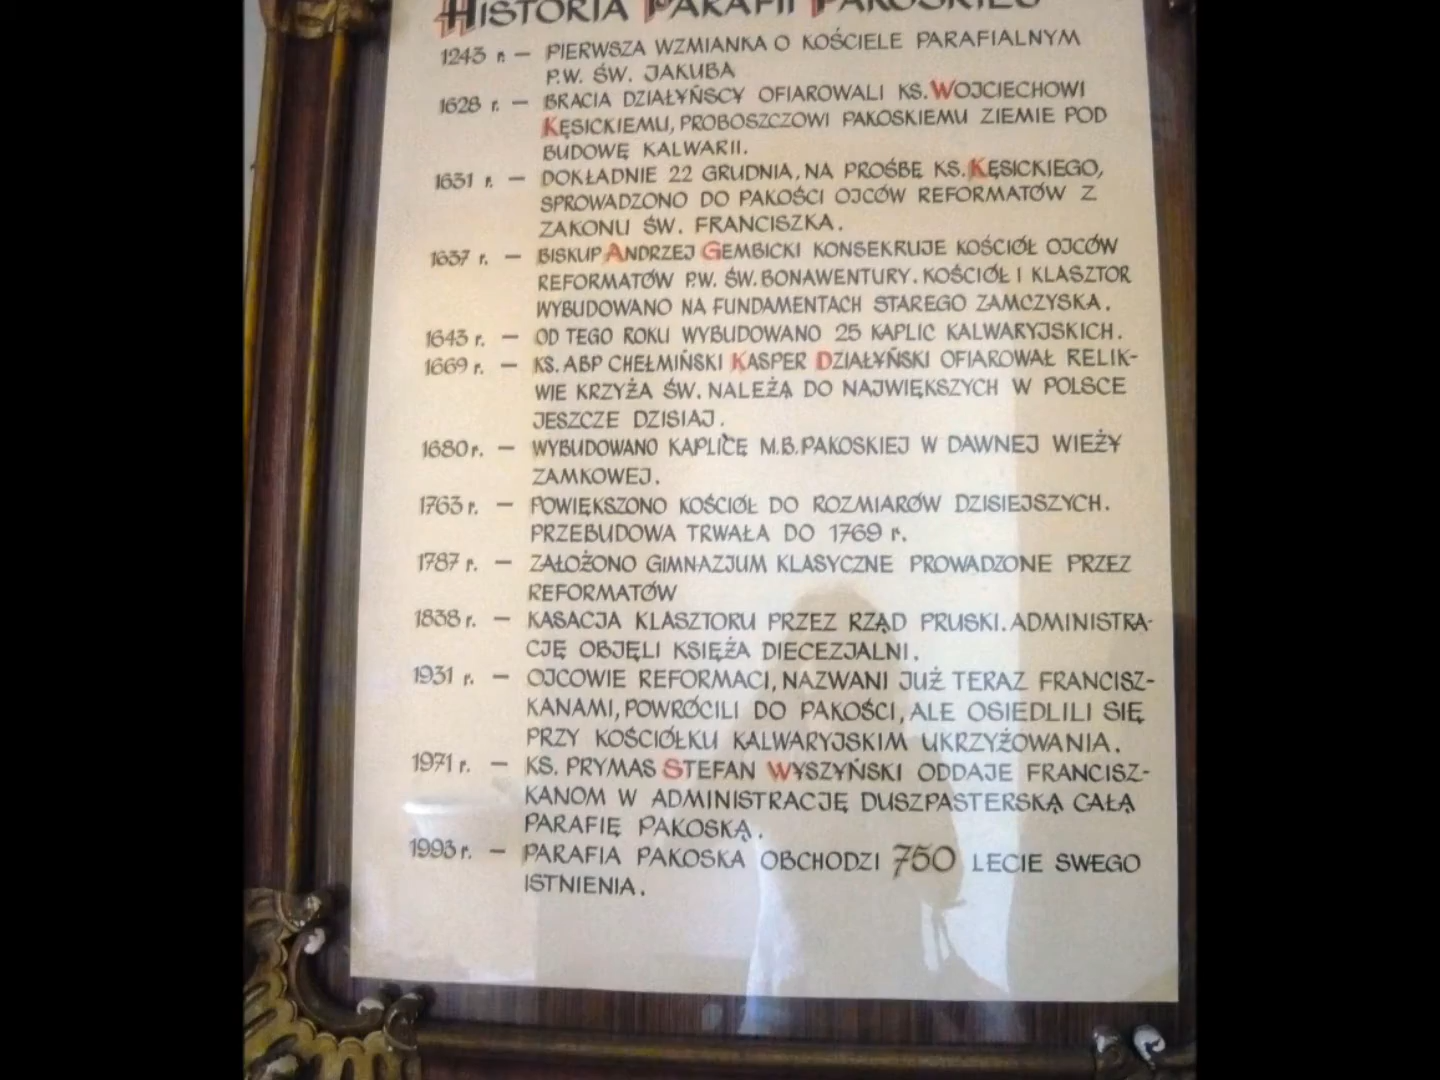 HISTORIA PARAFII PAKOSKIEJ
1243 r. — PIERWSZA WZMIANKA O KOŚCIELE PARAFIALNYM
P.W. ŚW. JAKUBA
1628 r. — BRACIA DZIAŁYŃSCY OFIAROWALI KS. WOJCIECHOWI
KĘSICKIEMU, PROBOSZCZOWI PAKOSKIEMU ZIEMIE POD
BUDOWĘ KALWARII.
1631 r. — DOKŁADNIE 22 GRUDNIA, NA PROŚBĘ KS. KĘSICKIEGO,
SPROWADZONO DO PAKOŚCI OJCÓW REFORMATÓW Z
ZAKONU ŚW. FRANCISZKA.
1637 r. — BISKUP ANDRZEJ GEMBICKI KONSEKRUJE KOŚCIÓŁ OJCÓW
REFORMATÓW P.W. ŚW. BONAWENTURY. KOŚCIÓŁ I KLASZTOR
WYBUDOWANO NA FUNDAMENTACH STAREGO ZAMCZYSKA.
1643 r. — OD TEGO ROKU WYBUDOWANO 25 KAPLIC KALWARYJSKICH.
1669 r. — KS. ABP CHEŁMIŃSKI KASPER DZIAŁYŃSKI OFIAROWAŁ RELIK-
WIE KRZYŻA ŚW. NALEŻĄ DO NAJWIĘKSZYCH W POLSCE
JESZCZE DZISIAJ.
1680 r. — WYBUDOWANO KAPLICĘ M.B. PAKOSKIEJ W DAWNEJ WIEŻY
ZAMKOWEJ.
1763 r. — POWIĘKSZONO KOŚCIÓŁ DO ROZMIARÓW DZISIEJSZYCH.
PRZEBUDOWA TRWAŁA DO 1769 r.
1787 r. — ZAŁOŻONO GIMNAZJUM KLASYCZNE PROWADZONE PRZEZ
REFORMATÓW
1838 r. — KASACJA KLASZTORU PRZEZ RZĄD PRUSKI. ADMINISTRA-
CJĘ OBJĘLI KSIĘŻA DIECEZJALNI.
1931 r. — OJCOWIE REFORMACI, NAZWANI JUŻ TERAZ FRANCISZ-
KANAMI, POWRÓCILI DO PAKOŚCI, ALE OSIEDLILI SIĘ
PRZY KOŚCIÓŁKU KALWARYJSKIM UKRZYŻOWANIA.
1971 r. — KS. PRYMAS STEFAN WYSZYŃSKI ODDAJE FRANCISZ-
KANOM W ADMINISTRACJĘ DUSZPASTERSKĄ CAŁĄ
PARAFIĘ PAKOSKĄ.
1993 r. — PARAFIA PAKOSKA OBCHODZI 750 LECIE SWEGO
ISTNIENIA.